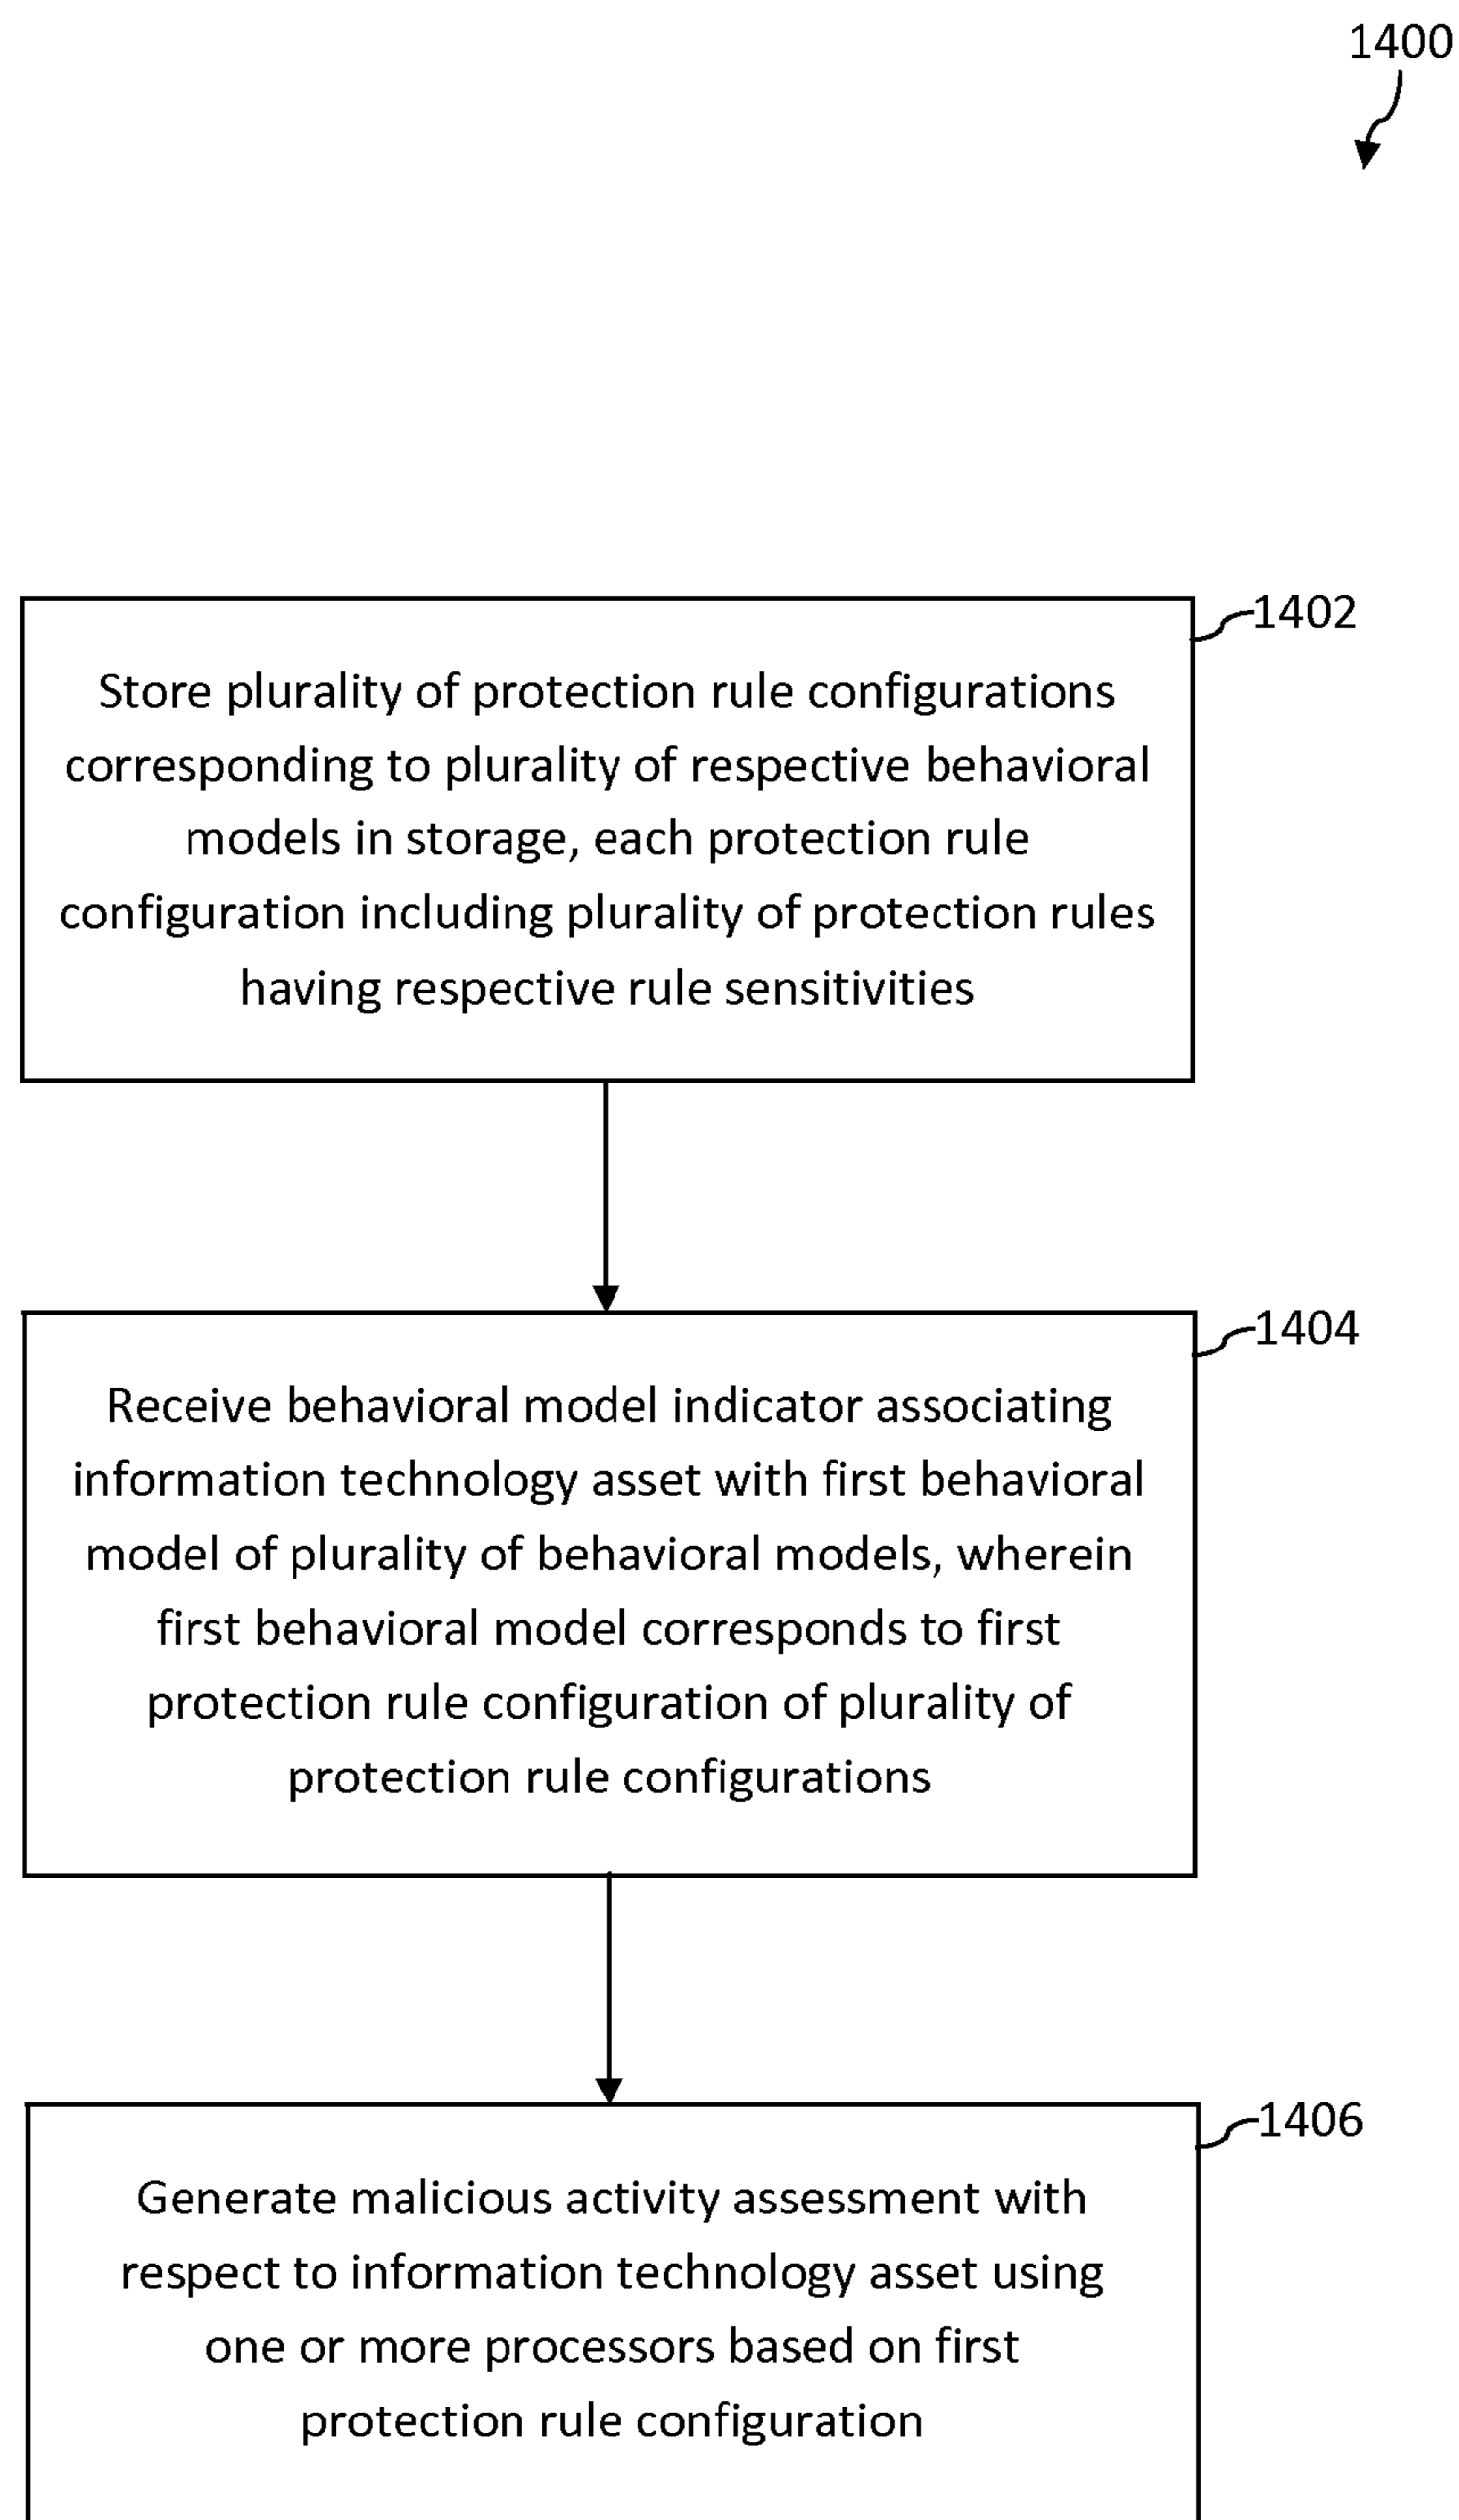 1400
1402
Store plurality of protection rule configurations
corresponding to plurality of respective behavioral
models in storage, each protection rule
configuration including plurality of protection rules
having respective rule sensitivities
1404
Receive behavioral model indicator associating
information technology asset with first behavioral
model of plurality of behavioral models, wherein
first behavioral model corresponds to first
protection rule configuration of plurality of
protection rule configurations
1406
Generate malicious activity assessment with
respect to information technology asset using
one or more processors based on first
protection rule configuration